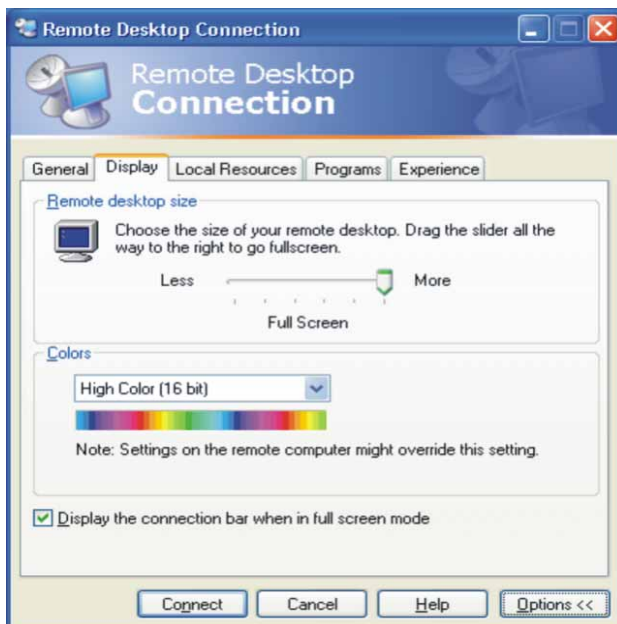 Remote Desktop Connection
Remote Desktop
Connection
General Display Local Resources Programs Experience
Remote desktop size
Choose the size of your remote desktop. Drag the slider all the
way to the right to go fullscreen.
Less More
Full Screen
Colors
High Color (16 bit)
Note: Settings on the remote computer might override this setting.
Display the connection bar when in full screen mode
Connect Cancel Help Options <<